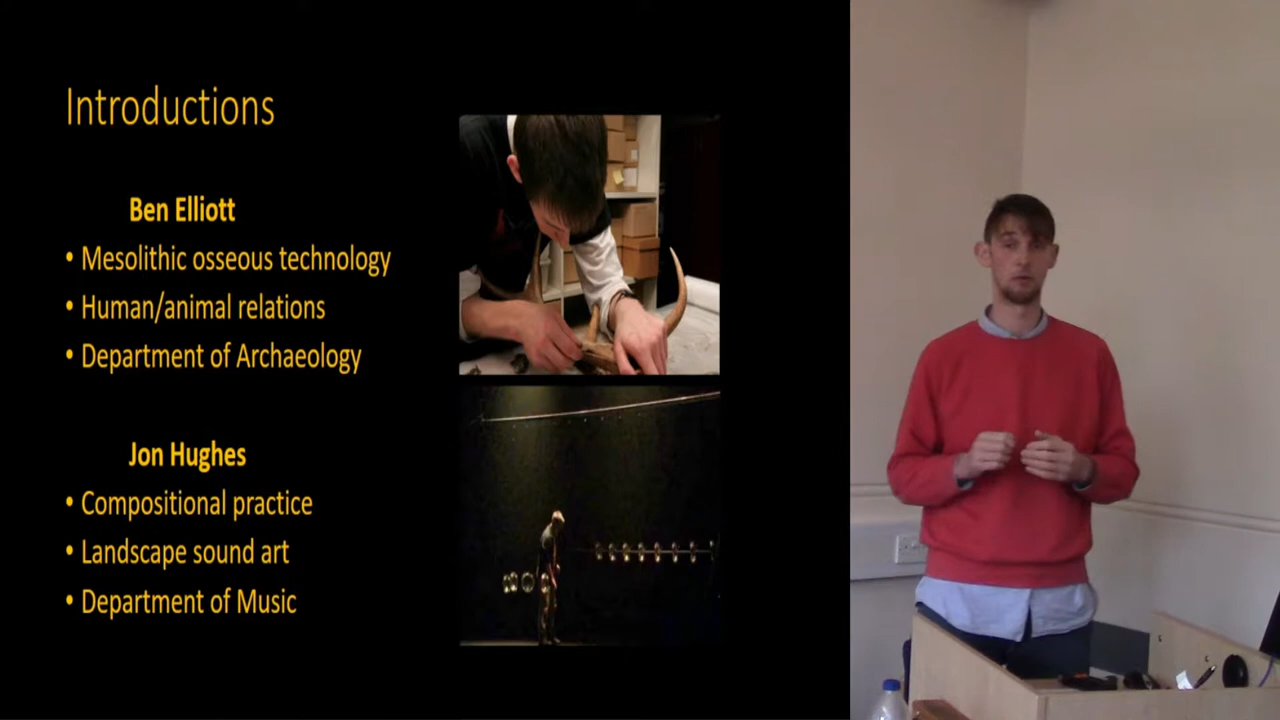 Introductions
Ben Elliott
• Mesolithic osseous technology
• Human/animal relations
• Department of Archaeology
Jon Hughes
• Compositional practice
• Landscape sound art
• Department of Music